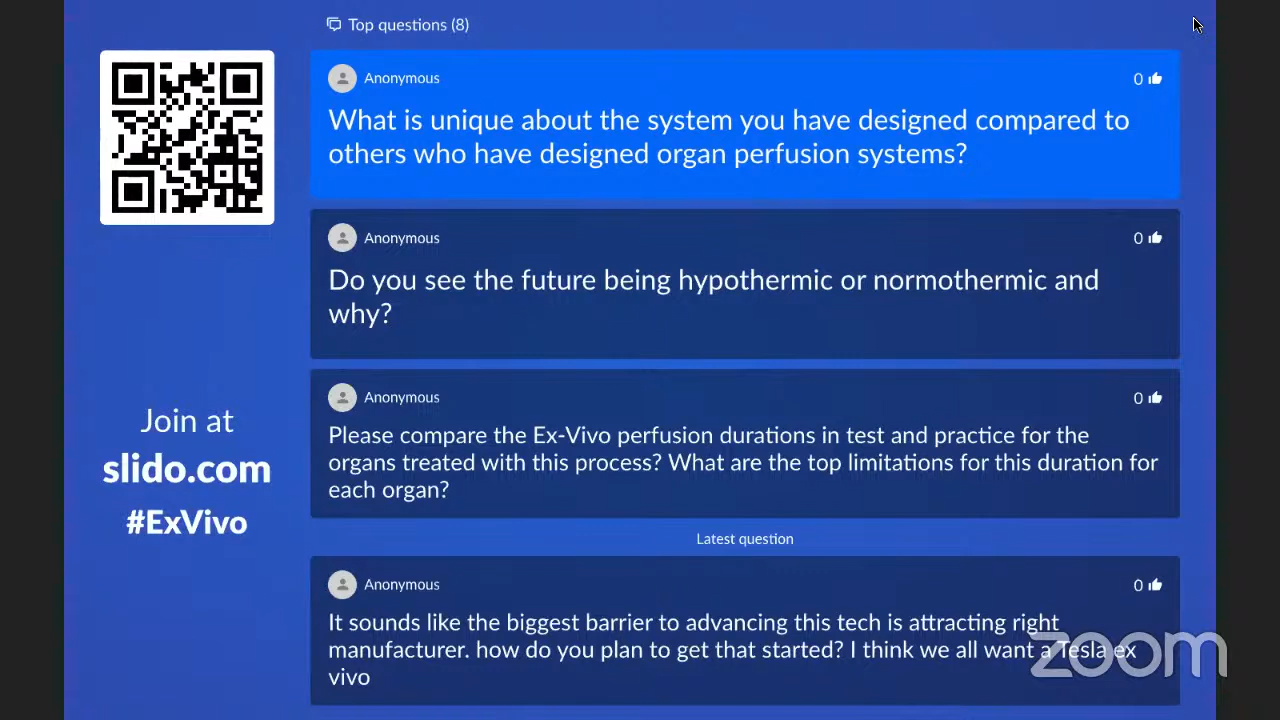 Top questions (8)
Anonymous
0
What is unique about the system you have designed compared to
others who have designed organ perfusion systems?
Anonymous
0
Do you see the future being hypothermic or normothermic and
why?
Anonymous
0
Please compare the Ex-Vivo perfusion durations in test and practice for the
organs treated with this process? What are the top limitations for this duration for
each organ?
Join at
slido.com
#ExVivo
Latest question
Anonymous
0
It sounds like the biggest barrier to advancing this tech is attracting right
manufacturer. how do you plan to get that started? I think we all want a Tesla ex
vivo
zoom